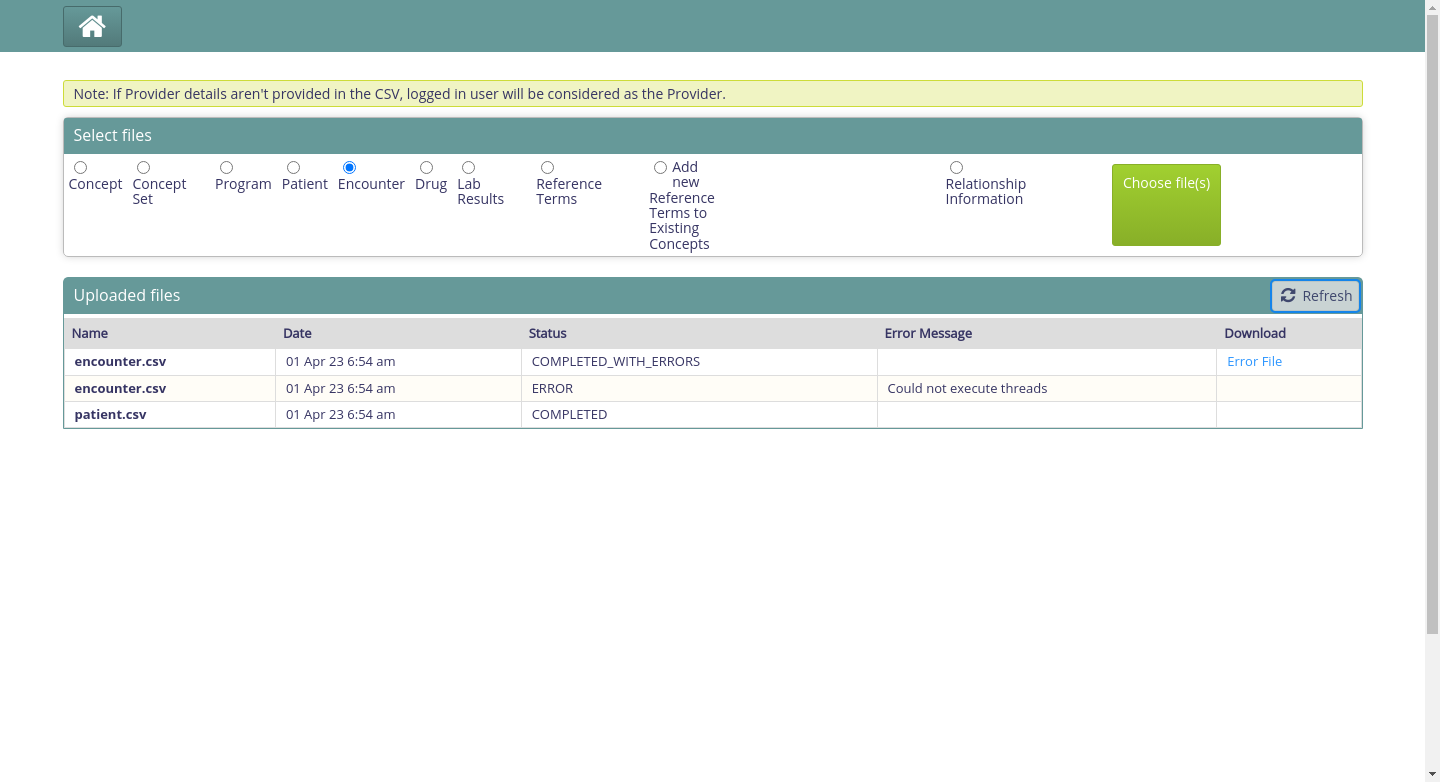 Note: If Provider details aren't provided in the CSV, logged in user will be considered as the Provider.
Select files
Concept
Concept
Set
Program
Patient
Encounter
Drug
Lab
Results
Reference
Terms
Add
new
Reference
Terms to
Existing
Concepts
Relationship
Information
Choose file(s)
Uploaded files
Refresh
Name Date Status Error Message Download
encounter.csv 01 Apr 23 6:54 am COMPLETED_WITH_ERRORS Error File
encounter.csv 01 Apr 23 6:54 am ERROR Could not execute threads
patient.csv 01 Apr 23 6:54 am COMPLETED